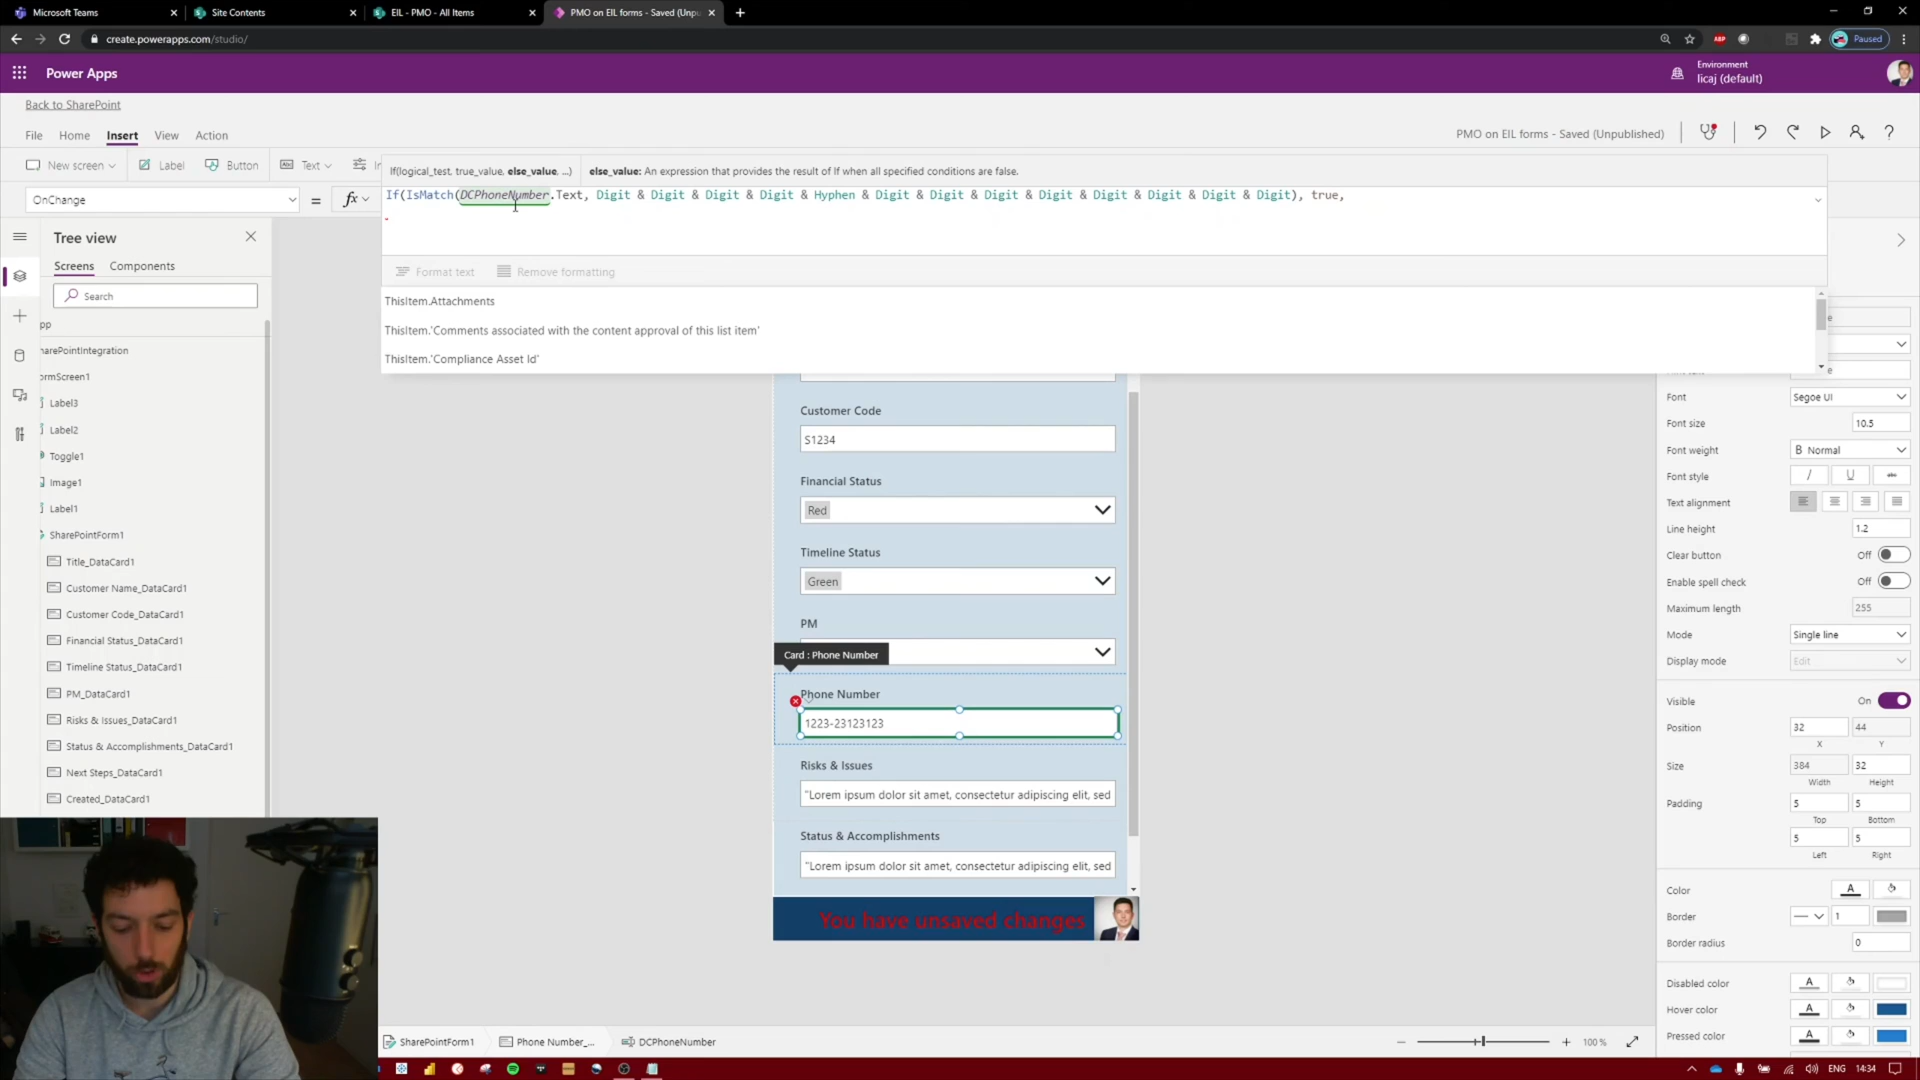 Microsoft Teams
Site Contents
EIL - PMO - All Items
PMO on EIL forms - Saved (Unpu
create.powerapps.com/studio/
ABP
Paused
Power Apps
Environment
licaj (default)
Back to SharePoint
File
Home
Insert
View
Action
PMO on EIL forms - Saved (Unpublished)
New screen
Label
Button
Text
In
If(logical_test, true_value, else_value, ...)
else_value: An expression that provides the result of If when all specified conditions are false.
OnChange
=
fx
If(IsMatch(DCPhoneNumber.Text, Digit & Digit & Digit & Digit & Hyphen & Digit & Digit & Digit & Digit & Digit & Digit & Digit & Digit), true,
Format text
Remove formatting
ThisItem.Attachments
ThisItem.'Comments associated with the content approval of this list item'
ThisItem.'Compliance Asset Id'
Tree view
Screens
Components
Search
pp
harePointIntegration
ormScreen1
Label3
Label2
Toggle1
Image1
Label1
SharePointForm1
Title_DataCard1
Customer Name_DataCard1
Customer Code_DataCard1
Financial Status_DataCard1
Timeline Status_DataCard1
PM_DataCard1
Risks & Issues_DataCard1
Status & Accomplishments_DataCard1
Next Steps_DataCard1
Created_DataCard1
Customer Code
S1234
Financial Status
Red
Timeline Status
Green
PM
Card : Phone Number
Phone Number
1223-23123123
Risks & Issues
"Lorem ipsum dolor sit amet, consectetur adipiscing elit, sed
Status & Accomplishments
"Lorem ipsum dolor sit amet, consectetur adipiscing elit, sed
You have unsaved changes
Font
Segoe UI
Font size
10.5
Font weight
B Normal
Font style
Text alignment
Line height
1.2
Clear button
Off
Enable spell check
Off
Maximum length
255
Mode
Single line
Display mode
Edit
Visible
On
Position
32
44
X
Y
Size
384
32
Width
Height
Padding
5
5
Top
Bottom
5
5
Left
Right
Color
Border
1
Border radius
0
Disabled color
Hover color
Pressed color
SharePointForm1
Phone Number_...
DCPhoneNumber
100 %
ENG
14:34